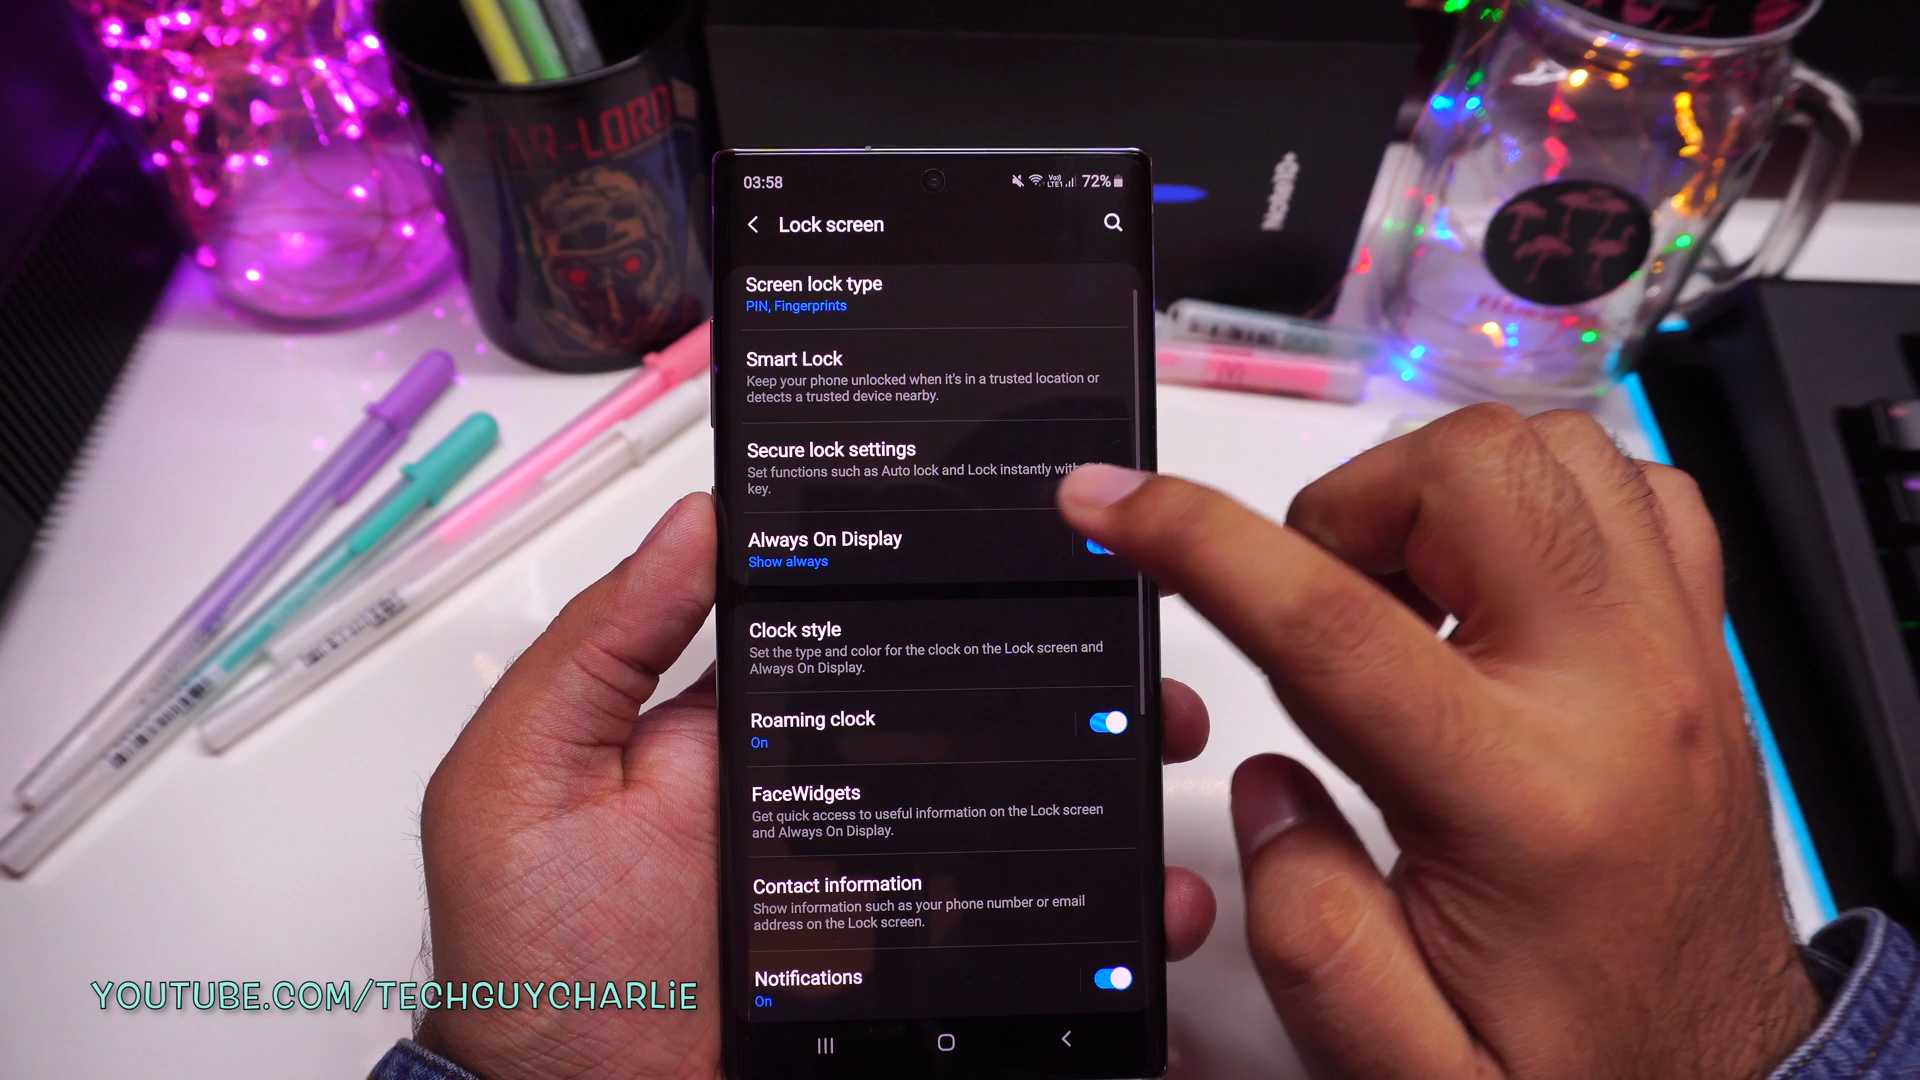 STAR-LORD
Note10+
03:58
72%
Lock screen
Screen lock type
PIN, Fingerprints
Smart Lock
Keep your phone unlocked when it's in a trusted location or
detects a trusted device nearby.
Secure lock settings
Set functions such as Auto lock and Lock instantly with
key.
Always On Display
Show always
Clock style
Set the type and color for the clock on the Lock screen and
Always On Display.
Roaming clock
On
FaceWidgets
Get quick access to useful information on the Lock screen
and Always On Display.
Contact information
Show information such as your phone number or email
address on the Lock screen.
Notifications
On
YOUTUBE.COM/TECHGUYCHARLiE